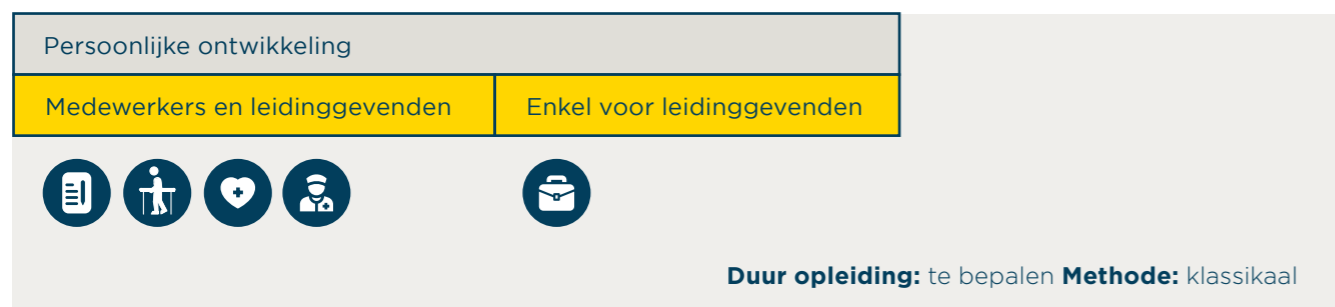 Persoonlijke ontwikkeling
Medewerkers en leidinggevenden Enkel voor leidinggevenden
Duur opleiding: te bepalen Methode: klassikaal